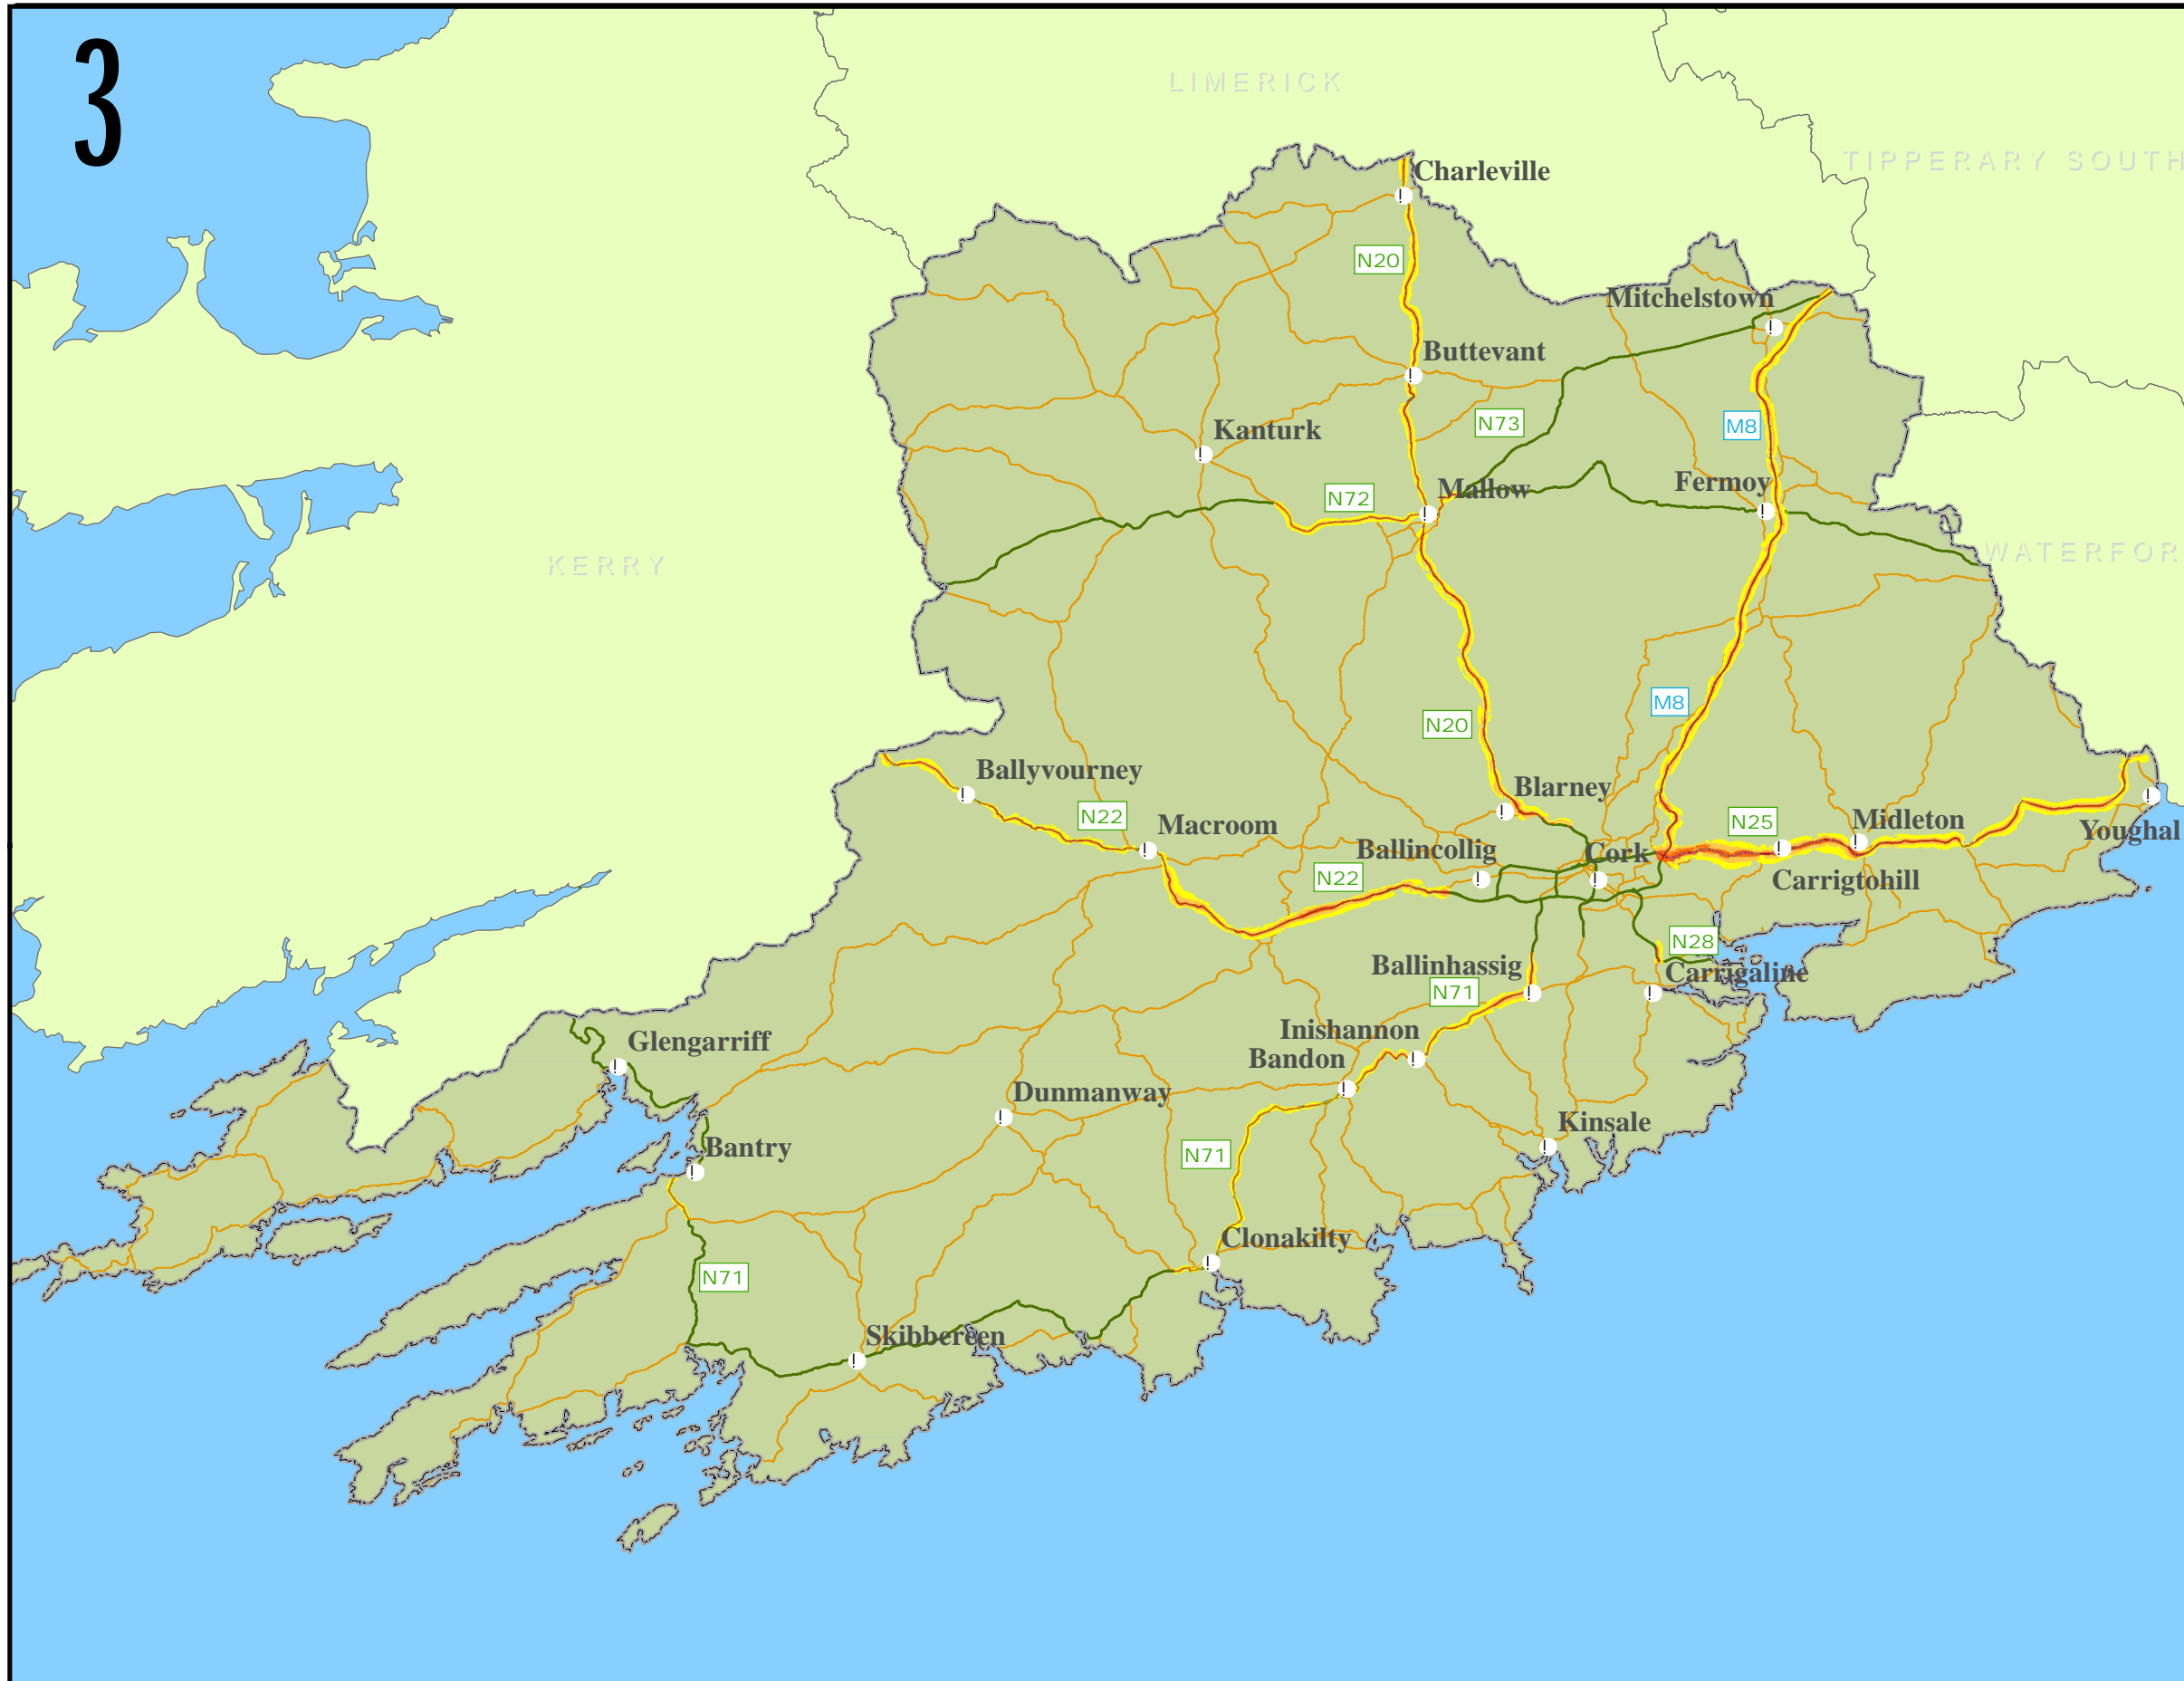 3
LIMERICK
TIPPERARY SOUTH
Charleville
N20
Mitchelstown
Buttevant
N73
M8
Kanturk
Fermoy
N72
Mallow
KERRY
WATERFOR
M8
N20
Ballyvourney
Blarney
N22
Macroom
N25
Midleton
Youghal
Ballincollig
Cork
N22
Carrigtohill
N28
Ballinhassig
Carrigaline
N71
Inishannon
Glengarriff
Bandon
Dunmanway
Kinsale
Bantry
N71
Clonakilty
N71
Skibbereen